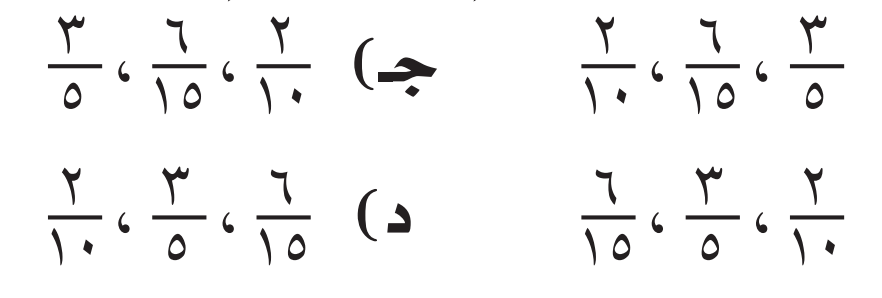 ٣/٥ ، ٦/١٥ ، ٢/١٠ جـ) ٢/١٠ ، ٦/١٥ ، ٣/٥
٢/١٠ ، ٣/٥ ، ٦/١٥ د) ٦/١٥ ، ٣/٥ ، ٢/١٠